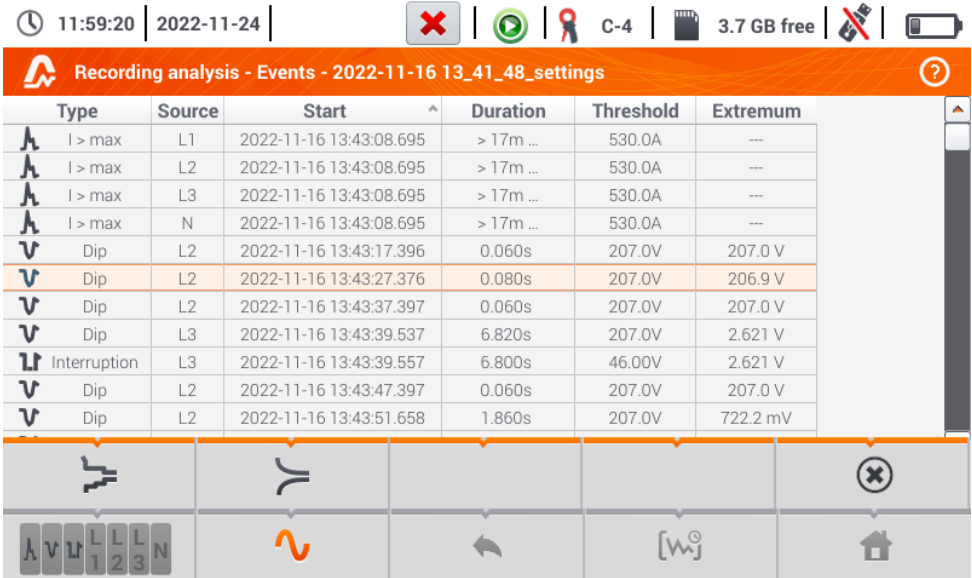 11:59:20 2022-11-24 C-4 3.7 GB free
Recording analysis - Events - 2022-11-16 13_41_48_settings ?
Type Source Start Duration Threshold Extremum
I > max L1 2022-11-16 13:43:08.695 > 17m ... 530.0A ---
I > max L2 2022-11-16 13:43:08.695 > 17m ... 530.0A ---
I > max L3 2022-11-16 13:43:08.695 > 17m ... 530.0A ---
I > max N 2022-11-16 13:43:08.695 > 17m ... 530.0A ---
Dip L2 2022-11-16 13:43:17.396 0.060s 207.0V 207.0 V
Dip L2 2022-11-16 13:43:27.376 0.080s 207.0V 206.9 V
Dip L2 2022-11-16 13:43:37.397 0.060s 207.0V 207.0 V
Dip L3 2022-11-16 13:43:39.537 6.820s 207.0V 2.621 V
Interruption L3 2022-11-16 13:43:39.557 6.800s 46.00V 2.621 V
Dip L2 2022-11-16 13:43:47.397 0.060s 207.0V 207.0 V
Dip L2 2022-11-16 13:43:51.658 1.860s 207.0V 722.2 mV
L1 L2 L3 N